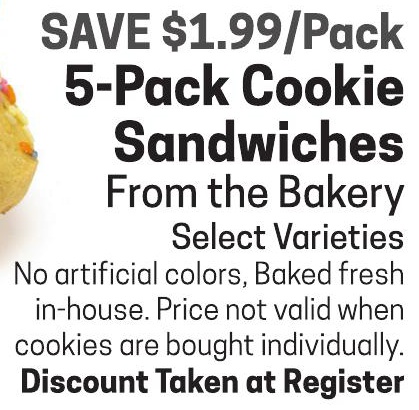 SAVE $1.99/Pack
5-Pack Cookie
Sandwiches
From the Bakery
Select Varieties
No artificial colors, Baked fresh
in-house. Price not valid when
cookies are bought individually.
Discount Taken at Register